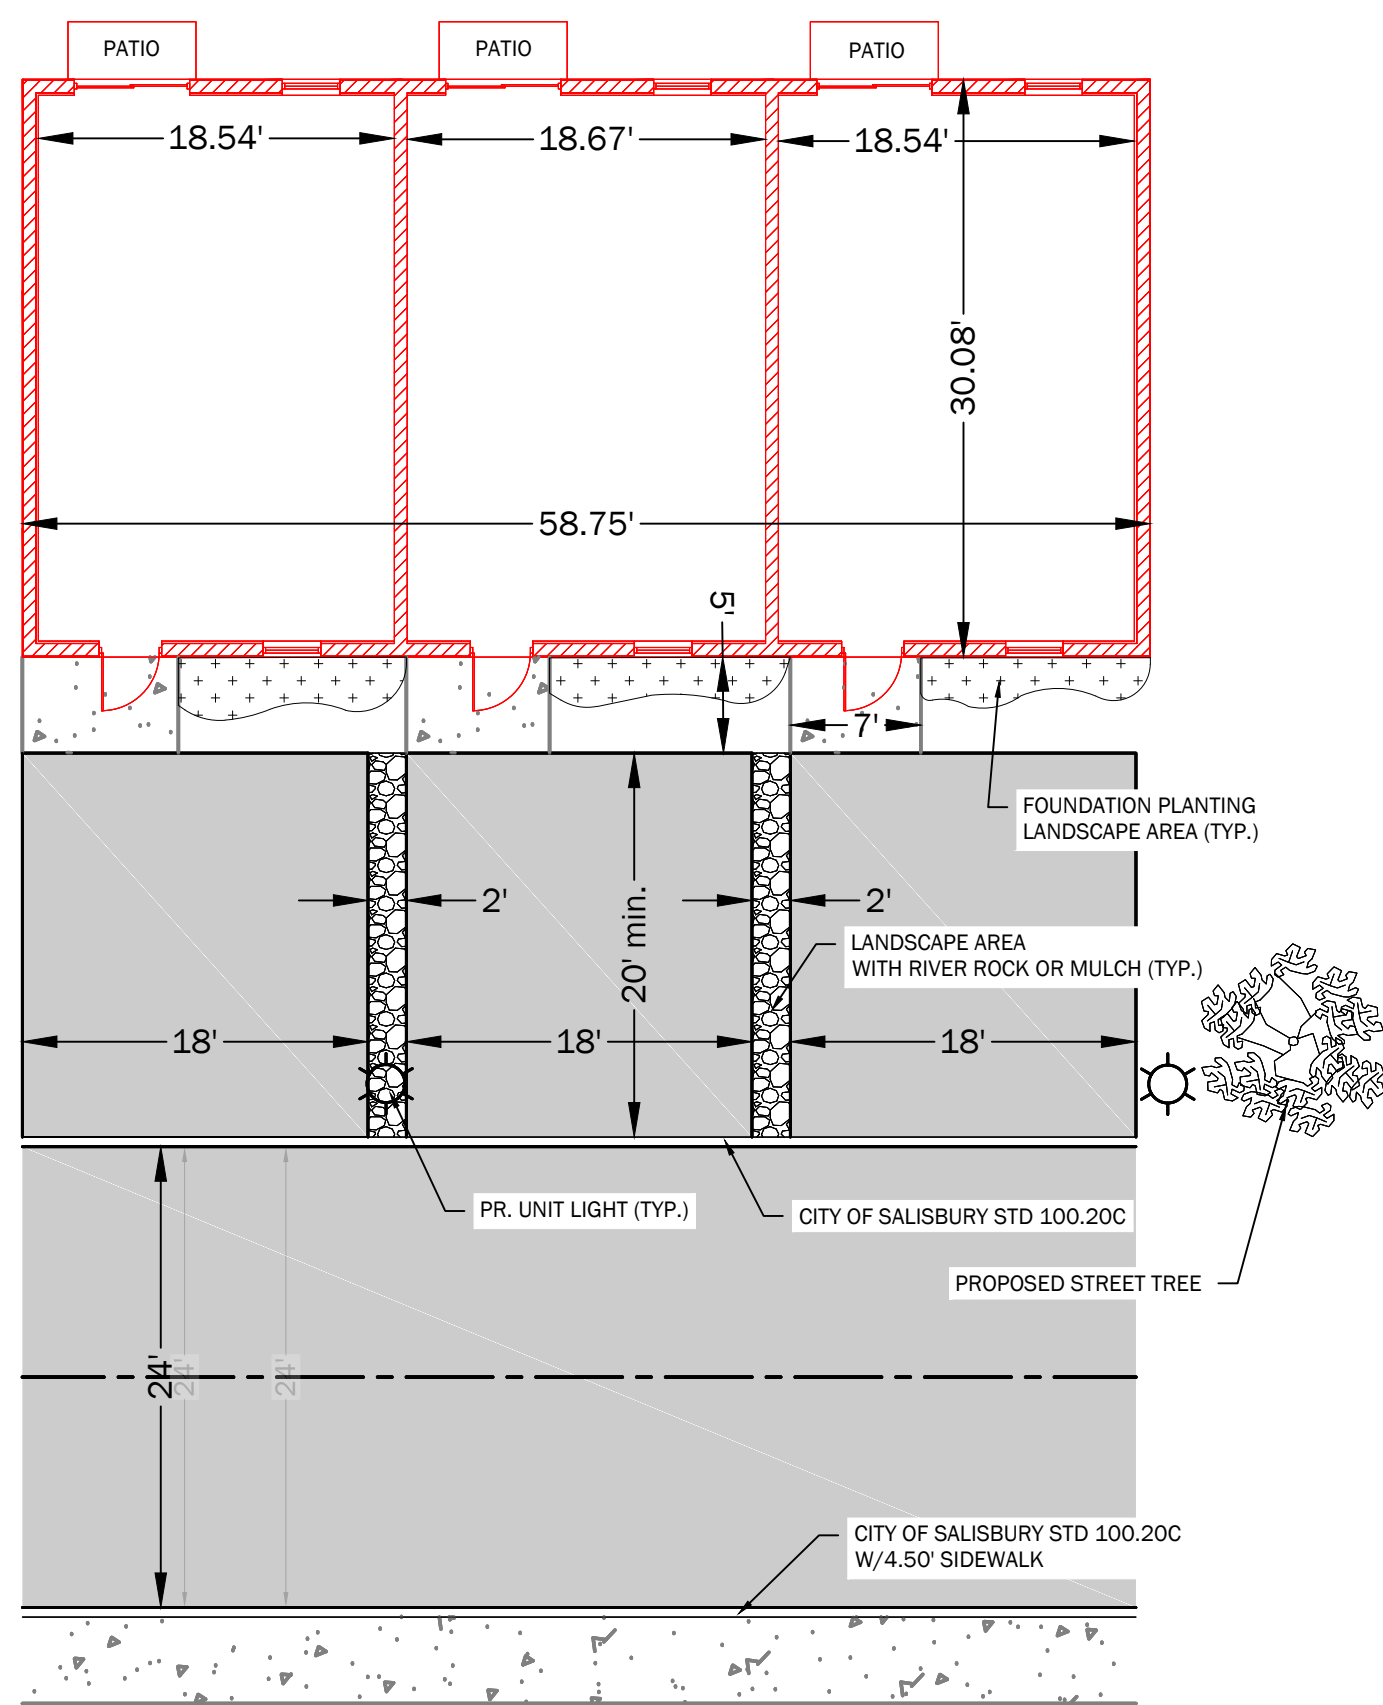 PATIO
PATIO
PATIO
18.54'
18.67'
18.54'
30.08'
58.75'
5'
7'
FOUNDATION PLANTING
LANDSCAPE AREA (TYP.)
2'
20' min.
2'
LANDSCAPE AREA
WITH RIVER ROCK OR MULCH (TYP.)
18'
18'
18'
PR. UNIT LIGHT (TYP.)
CITY OF SALISBURY STD 100.20C
PROPOSED STREET TREE
24'
24'
24'
CITY OF SALISBURY STD 100.20C
W/4.50' SIDEWALK